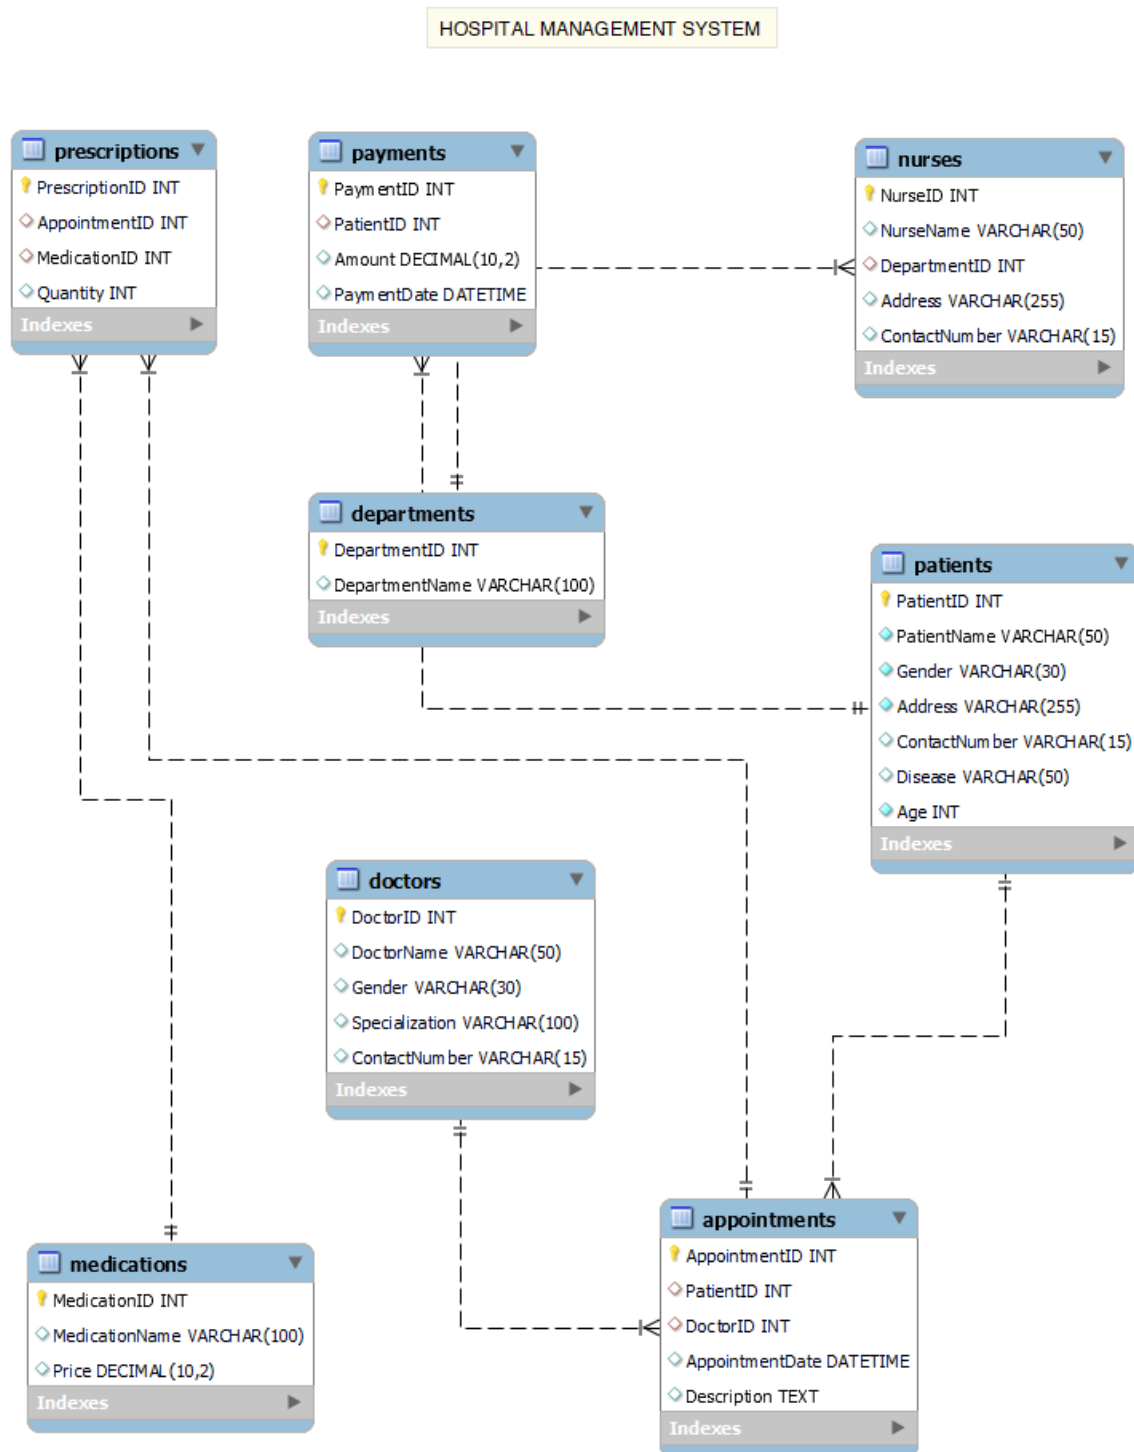 HOSPITAL MANAGEMENT SYSTEM
prescriptions
PrescriptionID INT
AppointmentID INT
MedicationID INT
Quantity INT
Indexes
payments
PaymentID INT
PatientID INT
Amount DECIMAL(10,2)
PaymentDate DATETIME
Indexes
nurses
NurseID INT
NurseName VARCHAR(50)
DepartmentID INT
Address VARCHAR(255)
ContactNumber VARCHAR(15)
Indexes
departments
DepartmentID INT
DepartmentName VARCHAR(100)
Indexes
patients
PatientID INT
PatientName VARCHAR(50)
Gender VARCHAR(30)
Address VARCHAR(255)
ContactNumber VARCHAR(15)
Disease VARCHAR(50)
Age INT
Indexes
doctors
DoctorID INT
DoctorName VARCHAR(50)
Gender VARCHAR(30)
Specialization VARCHAR(100)
ContactNumber VARCHAR(15)
Indexes
medications
MedicationID INT
MedicationName VARCHAR(100)
Price DECIMAL(10,2)
Indexes
appointments
AppointmentID INT
PatientID INT
DoctorID INT
AppointmentDate DATETIME
Description TEXT
Indexes